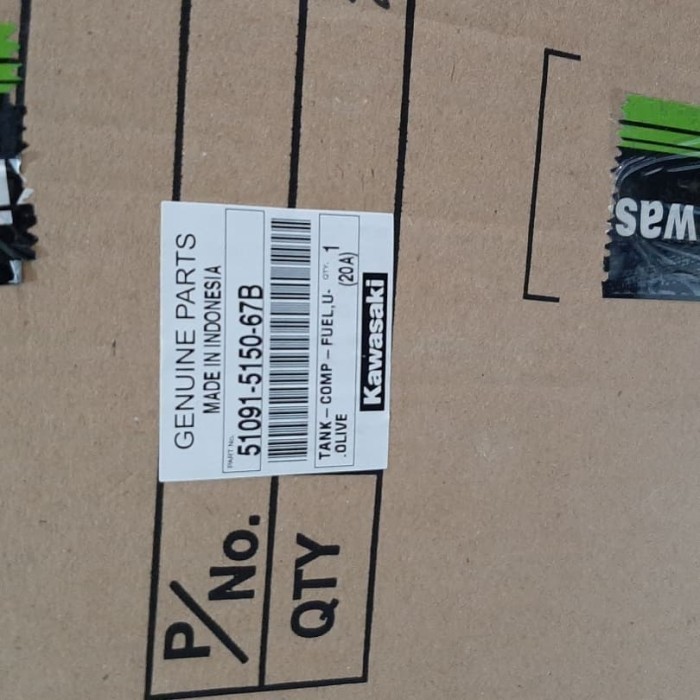 GENUINE PARTS
MADE IN INDONESIA
PART No.
51091-5150-67B
TANK-COMP-FUEL,U-
.OLIVE
QTY. 1
(20A)
Kawasaki
P/No.
QTY
was